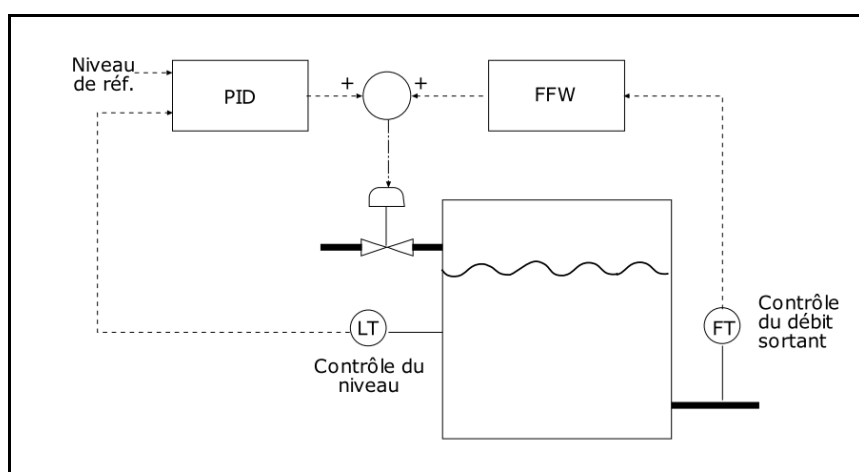 Niveau
de réf.
PID
+
+
FFW
LT
Contrôle du
niveau
FT
Contrôle
du débit
sortant